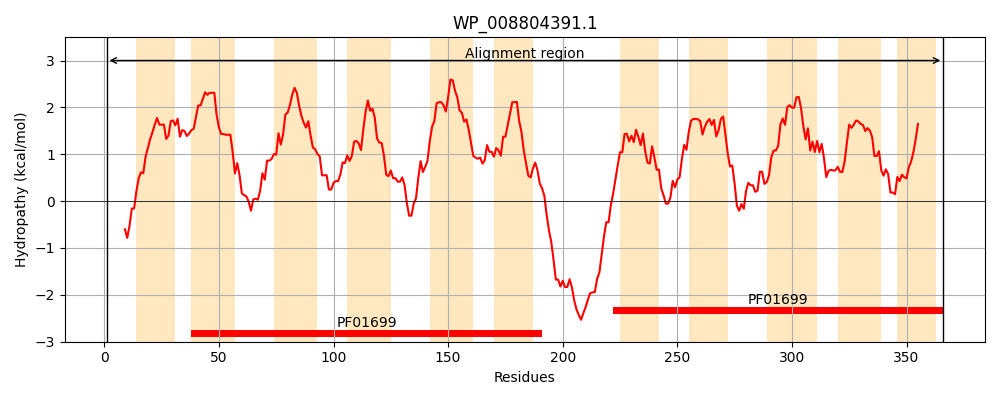 WP_008804391.1
Alignment region
Hydropathy (kcal/mol)
3
2
1
0
−1
−2
−3
PF01699
PF01699
0 50 100 150 200 250 300 350
Residues